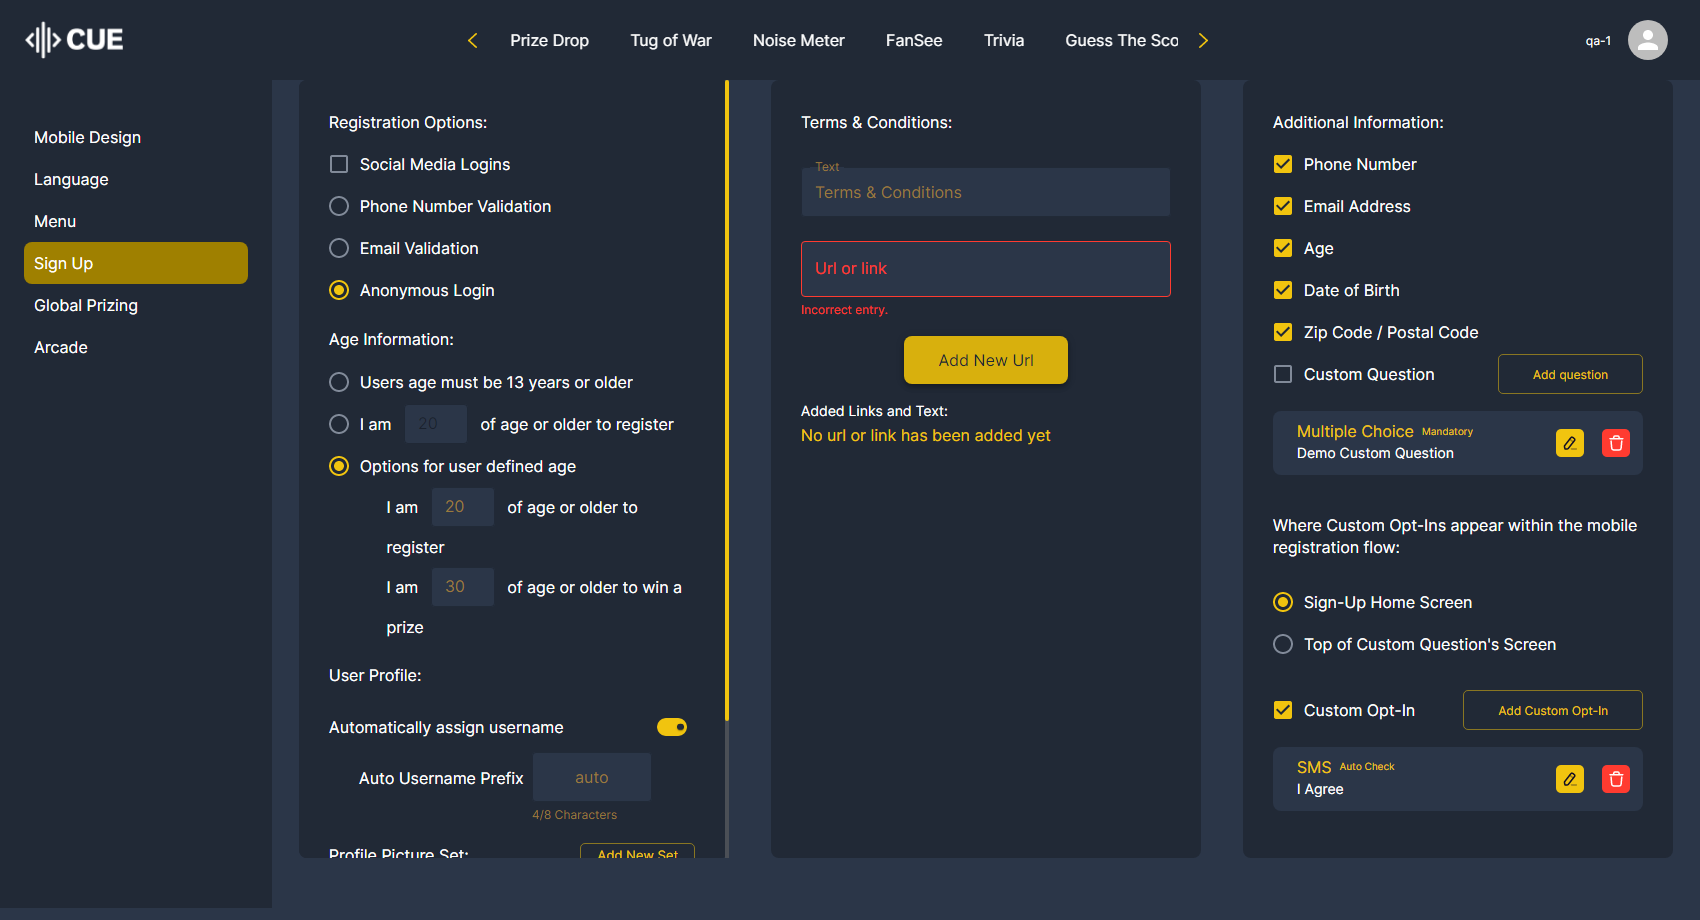 CUE
Prize Drop
Tug of War
Noise Meter
FanSee
Trivia
Guess The Sco
qa-1
Mobile Design
Language
Menu
Sign Up
Global Prizing
Arcade
Registration Options:
Social Media Logins
Phone Number Validation
Email Validation
Anonymous Login
Age Information:
Users age must be 13 years or older
I am 20 of age or older to register
Options for user defined age
I am 20 of age or older to
register
I am 30 of age or older to win a
prize
User Profile:
Automatically assign username
Auto Username Prefix auto
4/8 Characters
Profile Picture Set:
Add New Set
Terms & Conditions:
Text
Terms & Conditions
Url or link
Incorrect entry.
Add New Url
Added Links and Text:
No url or link has been added yet
Additional Information:
Phone Number
Email Address
Age
Date of Birth
Zip Code / Postal Code
Custom Question
Add question
Multiple Choice Mandatory
Demo Custom Question
Where Custom Opt-Ins appear within the mobile
registration flow:
Sign-Up Home Screen
Top of Custom Question's Screen
Custom Opt-In
Add Custom Opt-In
SMS Auto Check
I Agree